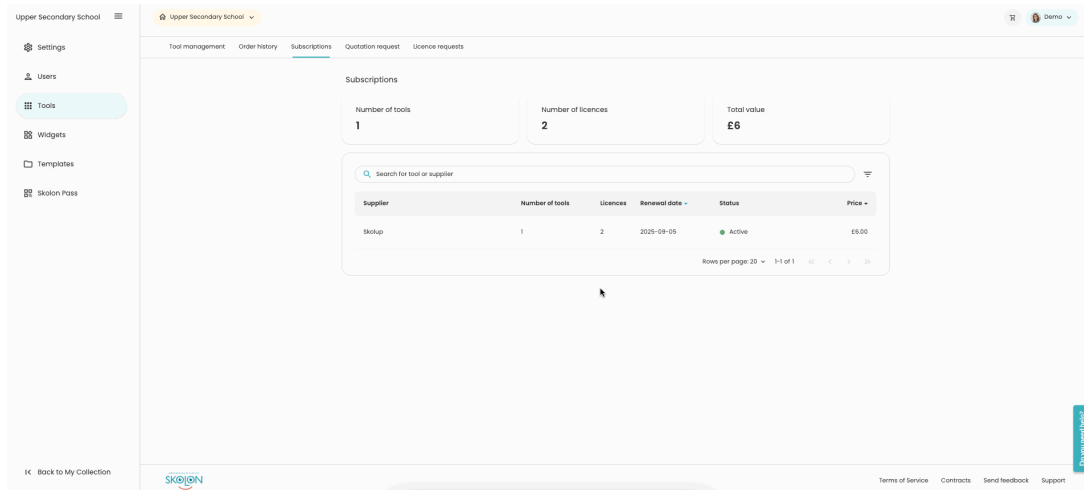 Upper Secondary School
Settings
Users
Tools
Widgets
Templates
Skolon Pass
Back to My Collection
Upper Secondary School
Demo
Tool management Order history Subscriptions Quotation request Licence requests
Subscriptions
Number of tools Number of licences Total value
1 2 £6
Search for tool or supplier
Supplier Number of tools Licences Renewal date Status Price
Skolup 1 2 2025-09-05 Active £6.00
Rows per page: 20 1-1 of 1
Do you need help?
SKOLON
Terms of Service Contracts Send feedback Support